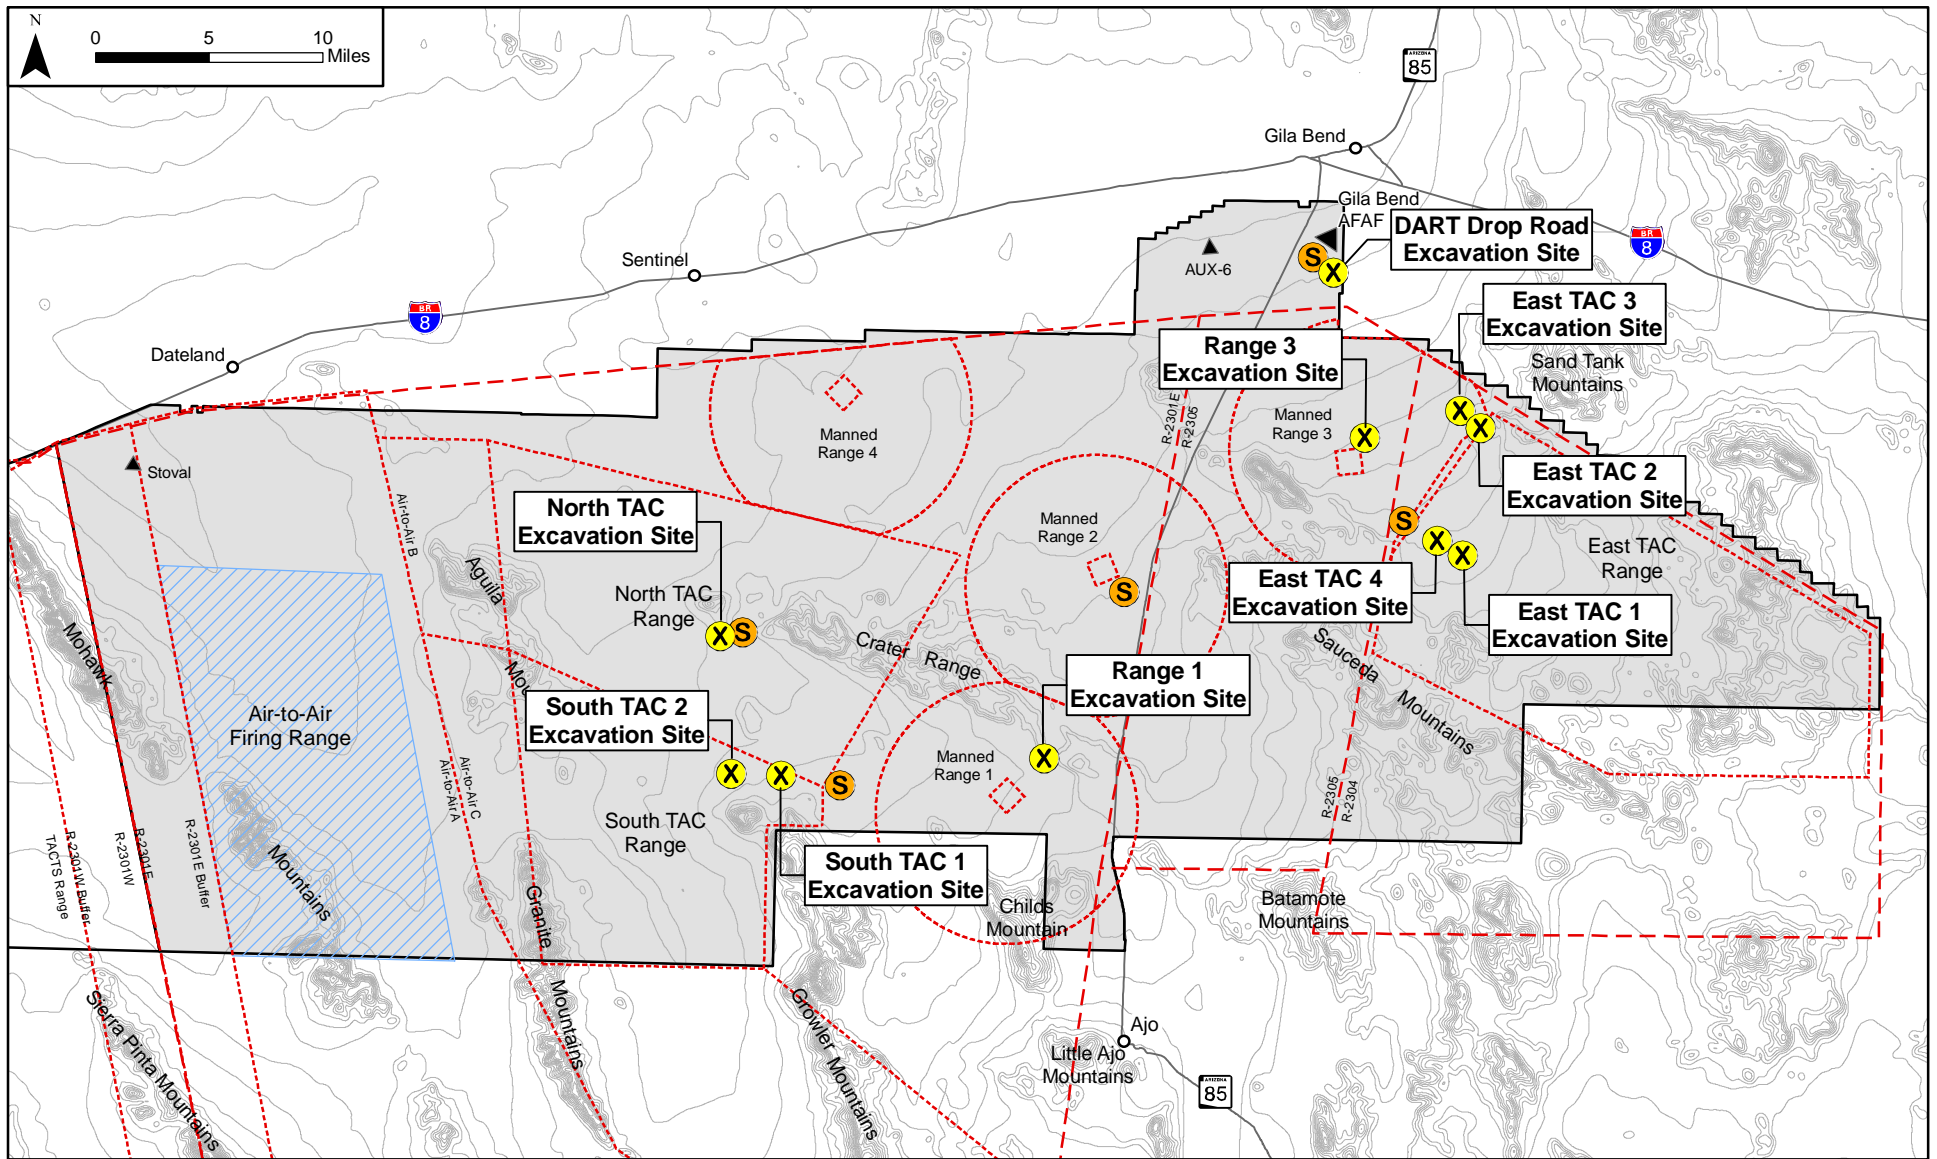 N
0 5 10
Miles
ARIZONA
85
Gila Bend
Gila Bend
AFAF
DART Drop Road
Excavation Site
S
X
BR
8
AUX-6
Sentinel
BR
8
East TAC 3
Excavation Site
Sand Tank
Mountains
Dateland
Range 3
Excavation Site
R-2301E
R-2305
Manned
Range 3
X
X
X
Manned
Range 4
Stoval
East TAC 2
Excavation Site
Air-to-Air B
North TAC
Excavation Site
Manned
Range 2
S
X
X
East TAC
Range
Aguila
North TAC
Range
X
S
S
East TAC 4
Excavation Site
East TAC 1
Excavation Site
Mohawk
Crater Range
Sauceda
Mountains
Mou
Range 1
Excavation Site
South TAC 2
Excavation Site
Air-to-Air
Firing Range
X
X
S
Manned
Range 1
X
Air-to-Air C
Air-to-Air A
R-2305
R-2304
South TAC
Range
TACTS Range
R-2301W Buffer
R-2301W
R-2301E
R-2301E Buffer
Mountains
South TAC 1
Excavation Site
Granite
Mountains
Childs
Mountain
Batamote
Mountains
Sierra Pinta Mountains
Growler Mountains
Ajo
Little Ajo
Mountains
ARIZONA
85